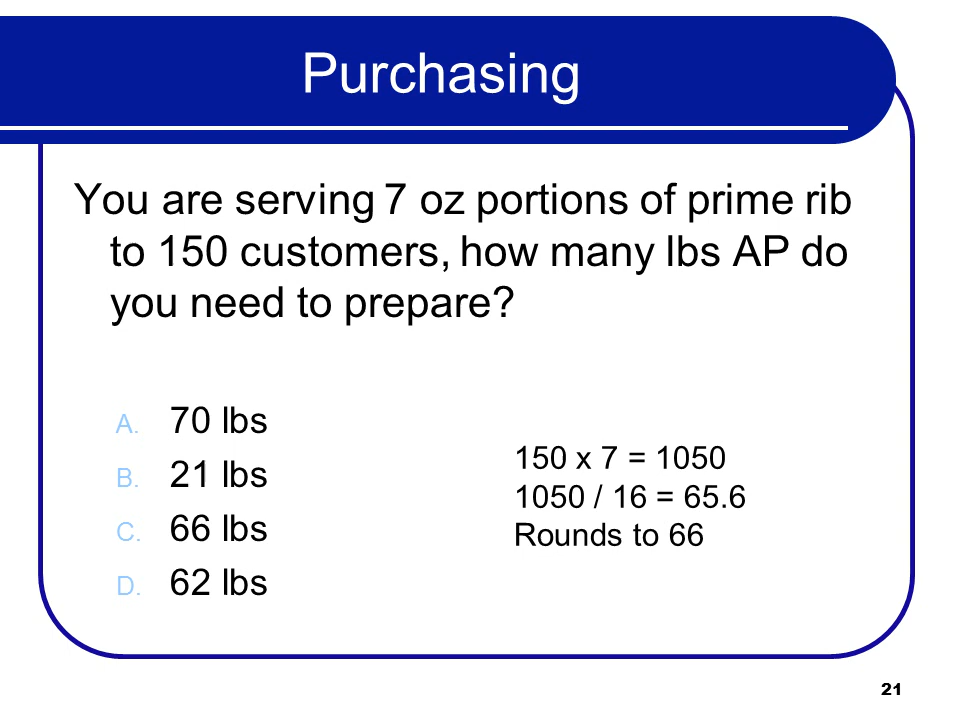 Purchasing
You are serving 7 oz portions of prime rib
to 150 customers, how many lbs AP do
you need to prepare?
A. 70 lbs
B. 21 lbs
C. 66 lbs
D. 62 lbs
150 x 7 = 1050
1050 / 16 = 65.6
Rounds to 66
21